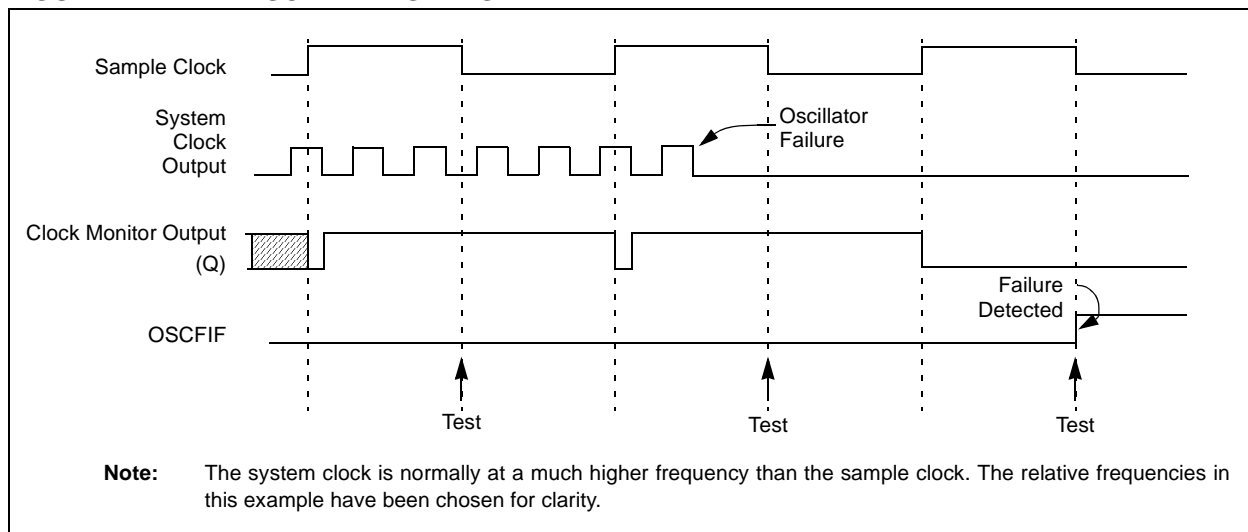 Sample Clock
System
Clock
Output
Oscillator
Failure
Clock Monitor Output
(Q)
Failure
Detected
OSCFIF
Test
Test
Test
Note: The system clock is normally at a much higher frequency than the sample clock. The relative frequencies in
this example have been chosen for clarity.